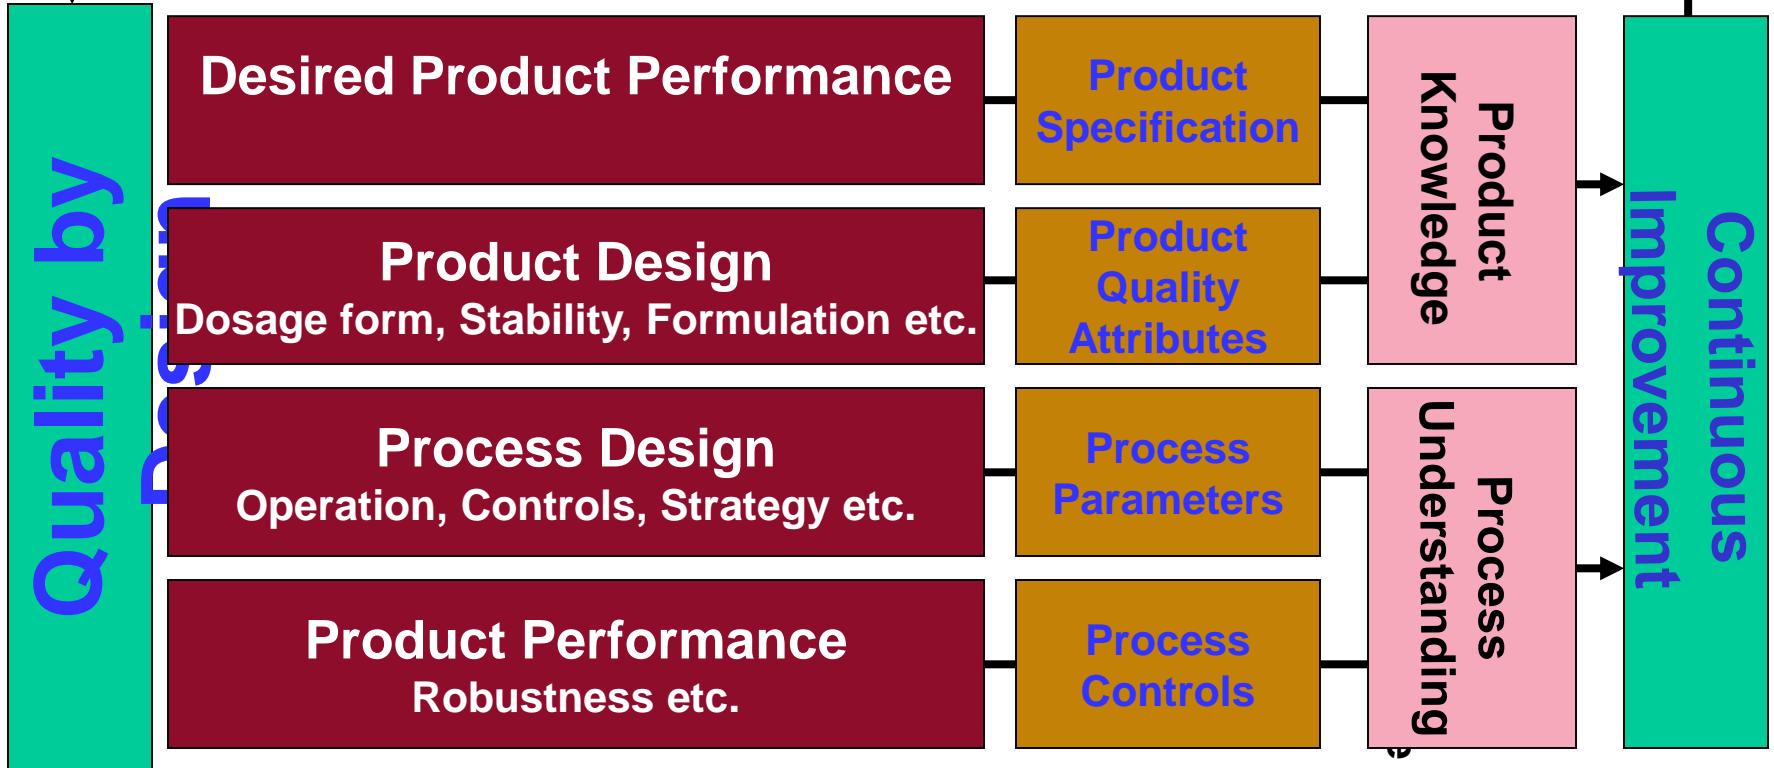 Quality by
Design
Desired Product Performance
Product
Specification
Product
Knowledge
Product Design
Dosage form, Stability, Formulation etc.
Product
Quality
Attributes
Process Design
Operation, Controls, Strategy etc.
Process
Parameters
Process
Understanding
Product Performance
Robustness etc.
Process
Controls
Continuous
Improvement